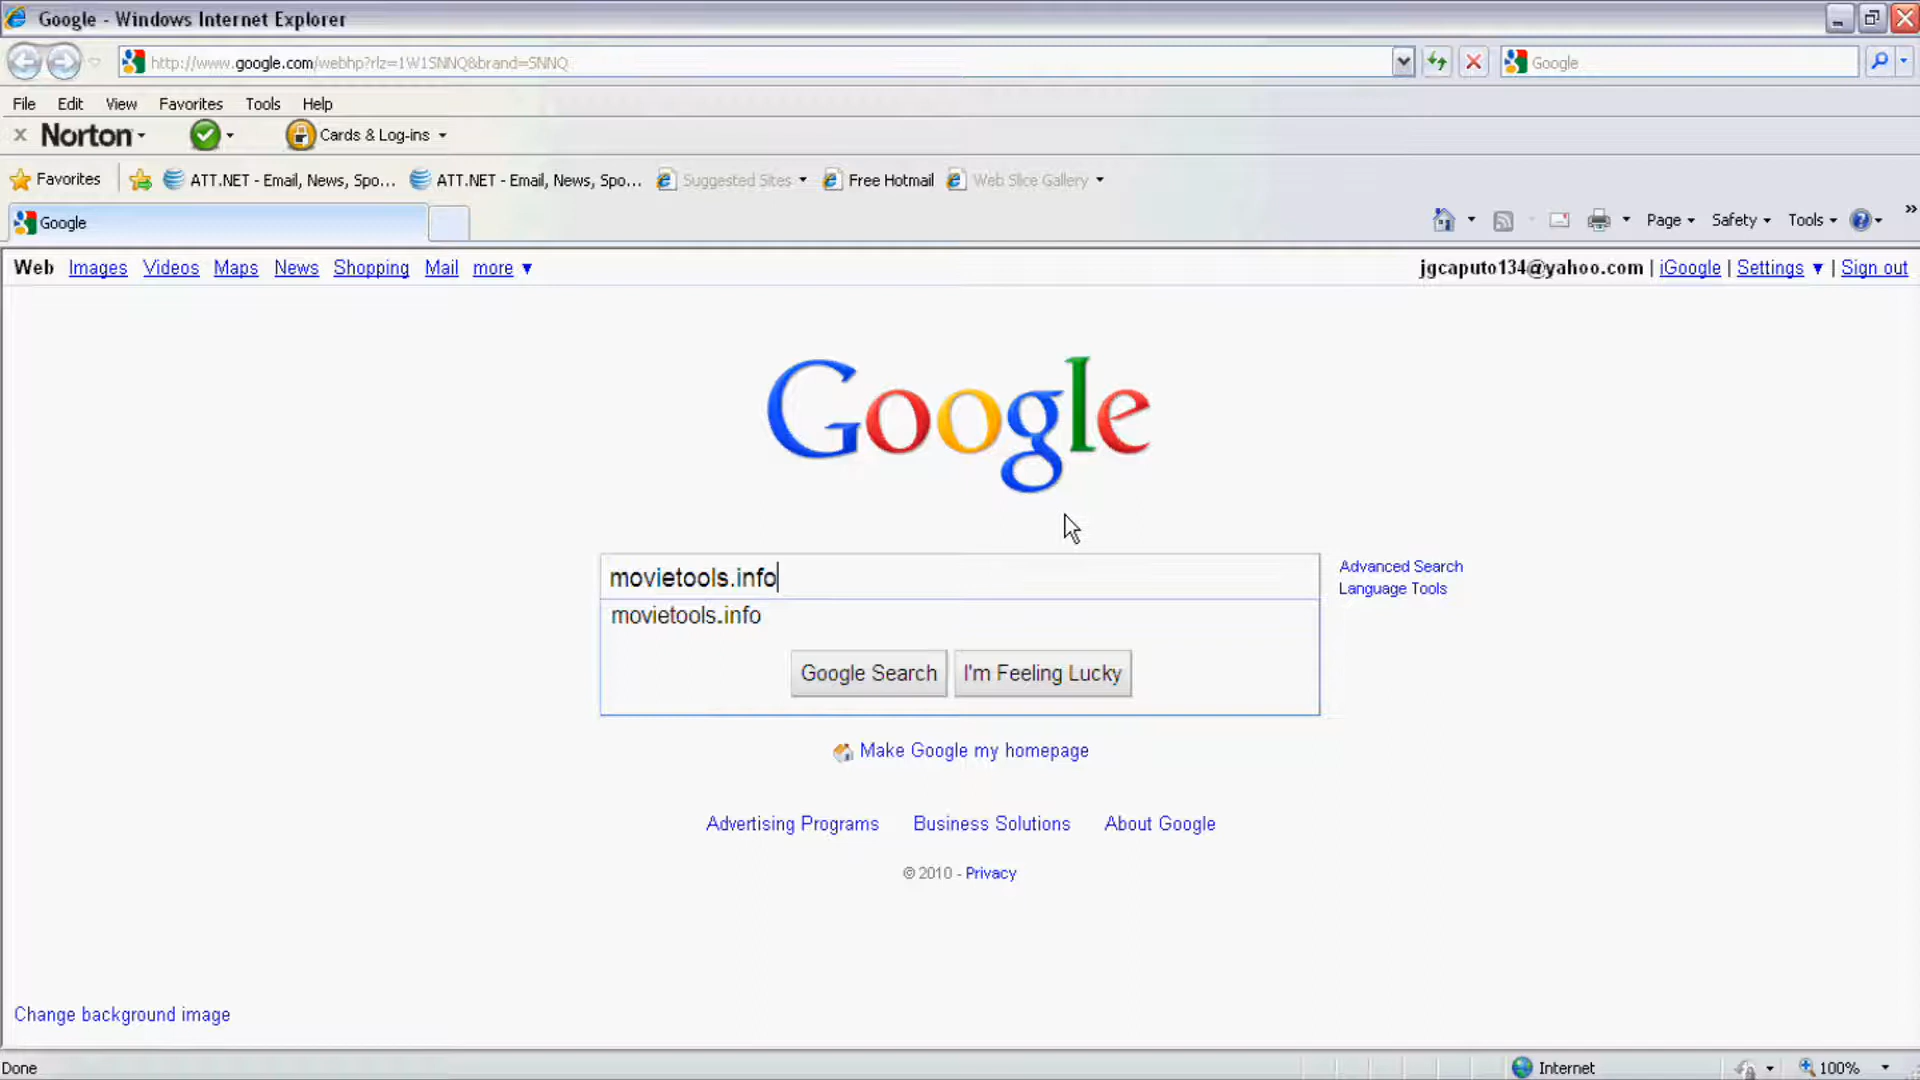 Google - Windows Internet Explorer
http://www.google.com/webhp?rlz=1W1SNNQ&brand=SNNQ
Google
File Edit View Favorites Tools Help
Norton
Cards & Log-ins
Favorites ATT.NET - Email, News, Spo... ATT.NET - Email, News, Spo... Suggested Sites Free Hotmail Web Slice Gallery
Google
Page Safety Tools
Web Images Videos Maps News Shopping Mail more ▼
jgcaputo134@yahoo.com | iGoogle | Settings ▼ | Sign out
Google
movietools.info
Advanced Search
Language Tools
movietools.info
Google Search I'm Feeling Lucky
Make Google my homepage
Advertising Programs Business Solutions About Google
© 2010 - Privacy
Change background image
Done
Internet
100%